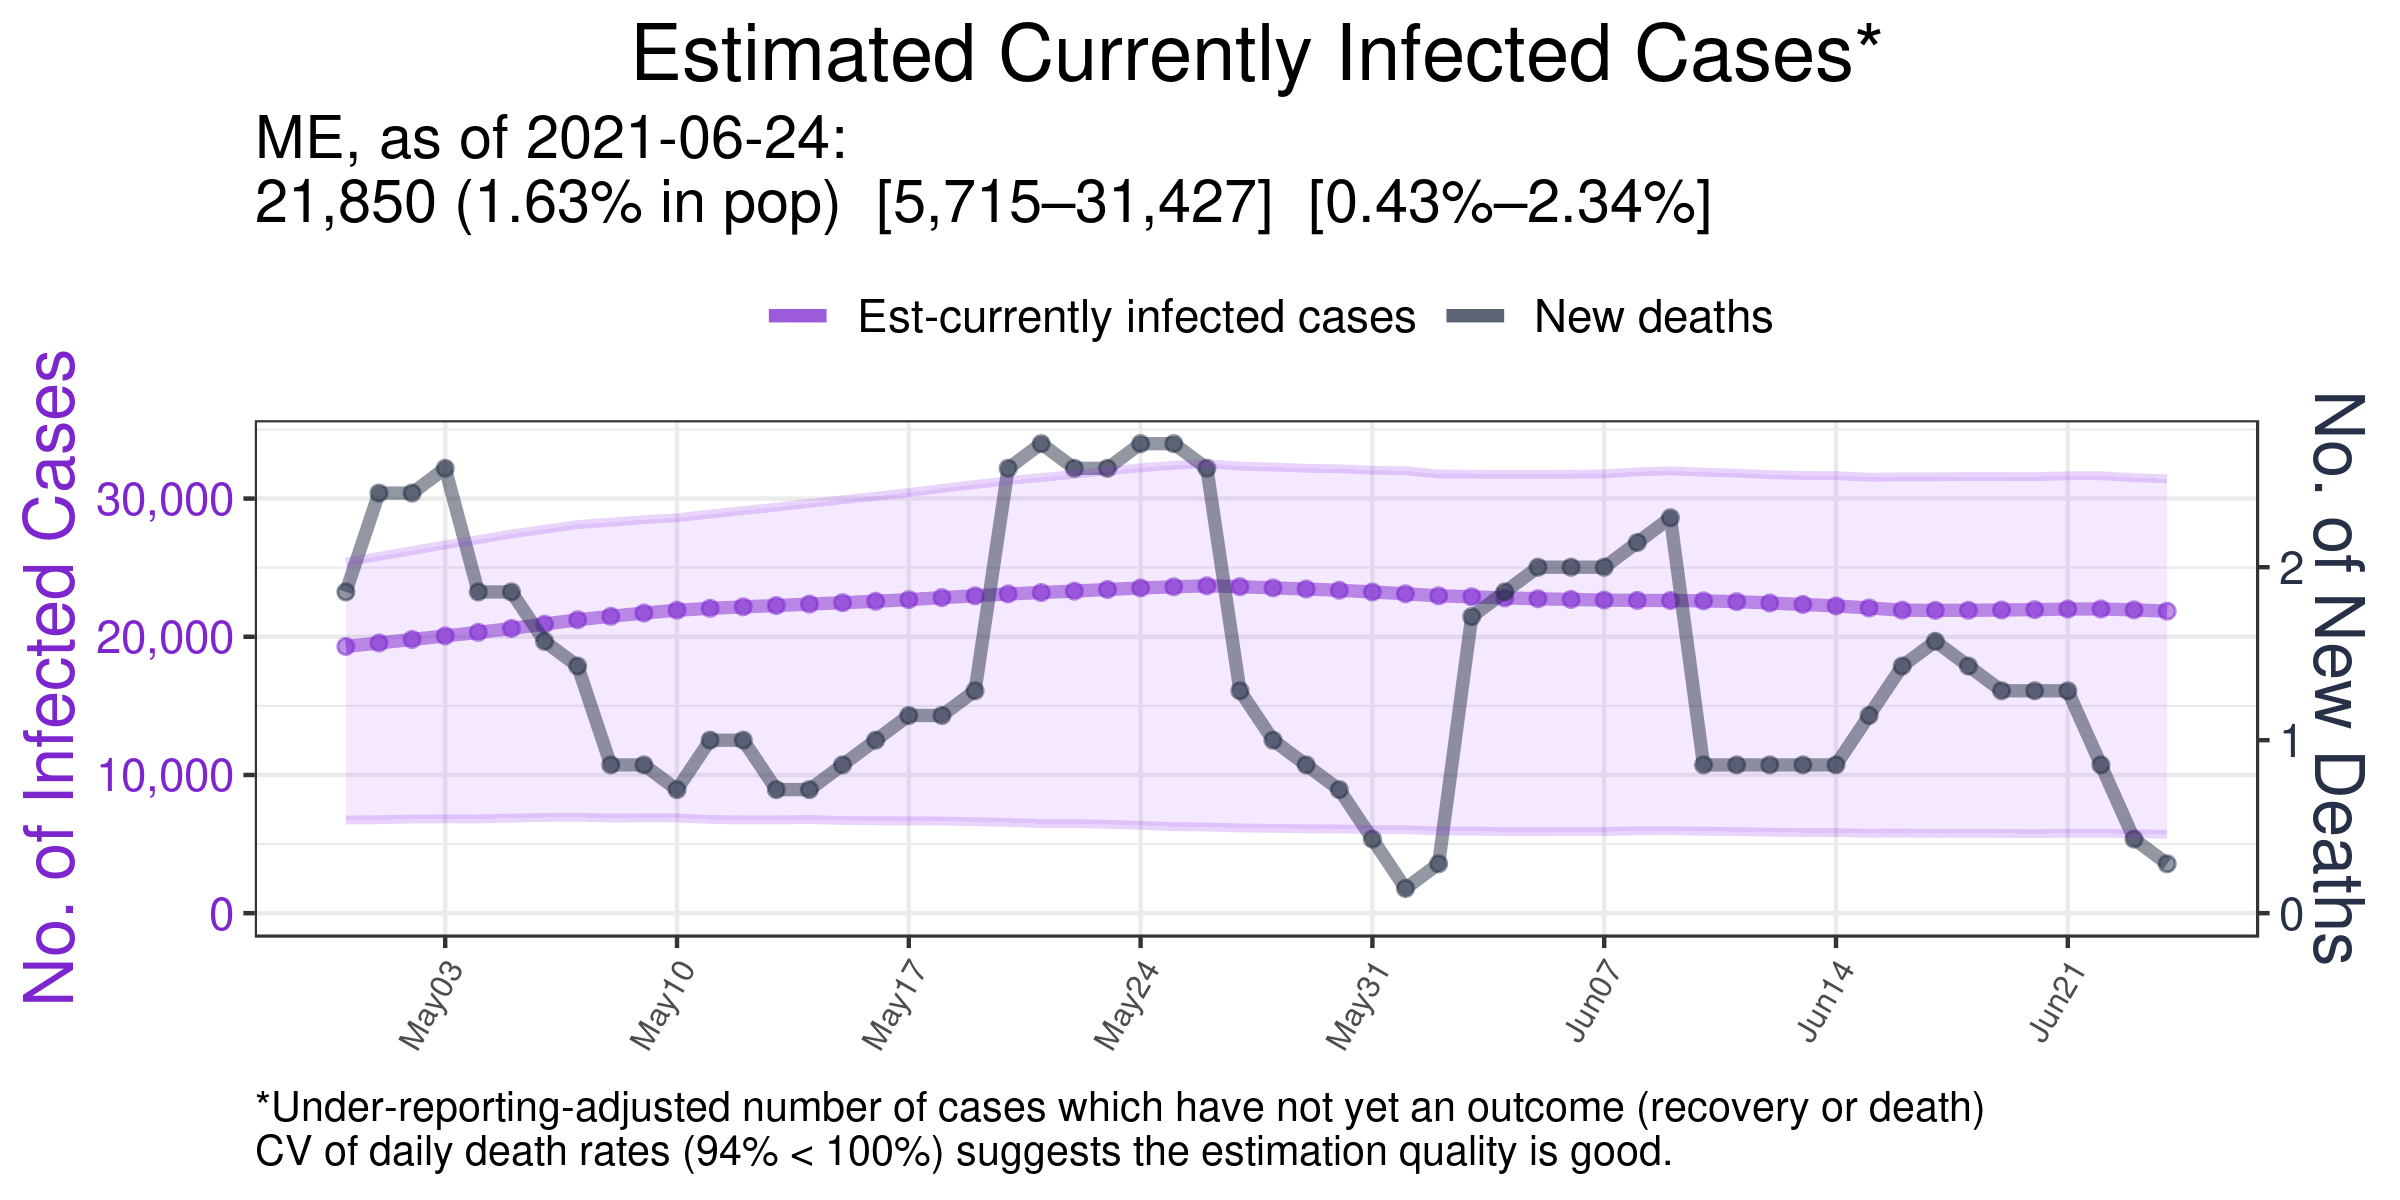 Estimated Currently Infected Cases*
ME, as of 2021-06-24:
21,850 (1.63% in pop)  [5,715–31,427]  [0.43%–2.34%]
Est-currently infected cases
New deaths
No. of Infected Cases
30,000
20,000
10,000
0
No. of New Deaths
2
1
0
May03
May10
May17
May24
May31
Jun07
Jun14
Jun21
*Under-reporting-adjusted number of cases which have not yet an outcome (recovery or death)
CV of daily death rates (94% < 100%) suggests the estimation quality is good.